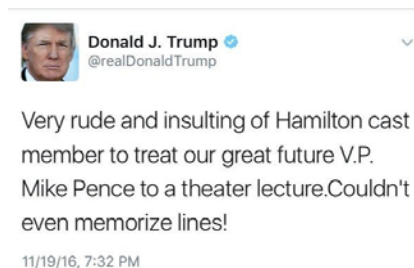 Donald J. Trump
@realDonaldTrump
Very rude and insulting of Hamilton cast
member to treat our great future V.P.
Mike Pence to a theater lecture.Couldn't
even memorize lines!
11/19/16, 7:32 PM